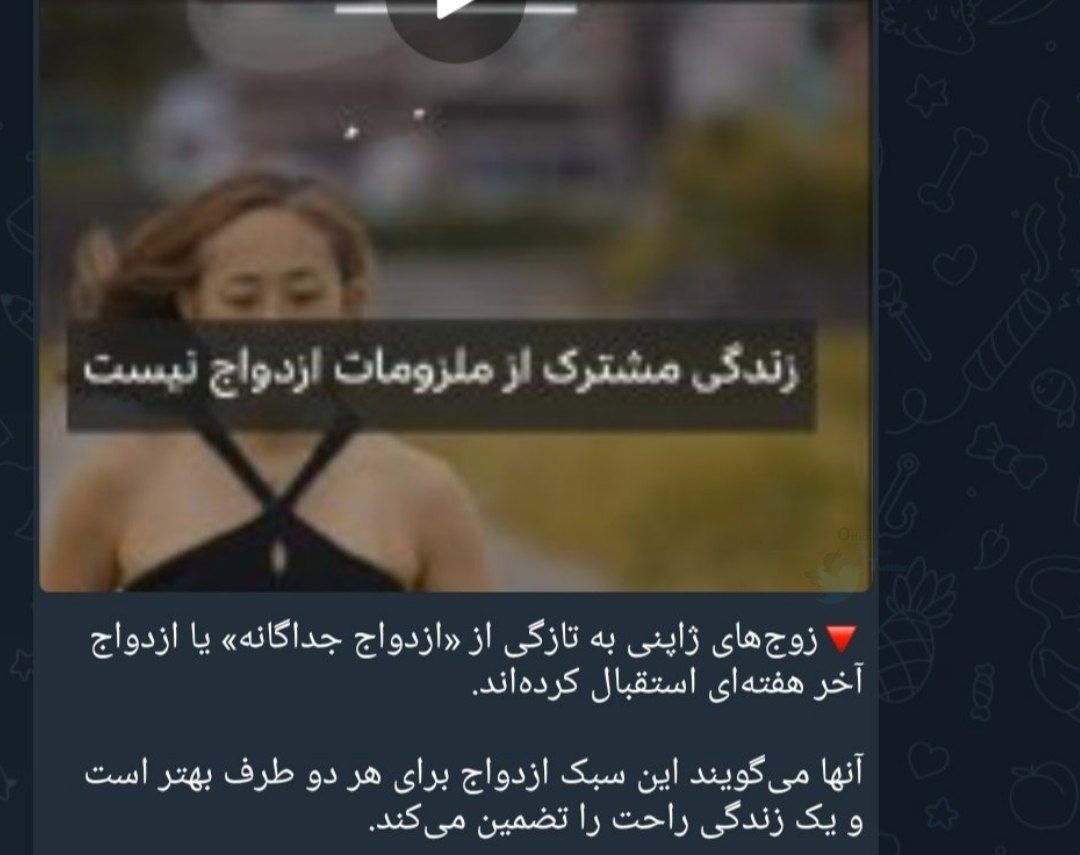 زندگی مشترک از ملزومات ازدواج نیست
🔻زوج‌های ژاپنی به تازگی از «ازدواج جداگانه» یا ازدواج
آخر هفته‌ای استقبال کرده‌اند.
آنها می‌گویند این سبک ازدواج برای هر دو طرف بهتر است
و یک زندگی راحت را تضمین می‌کند.